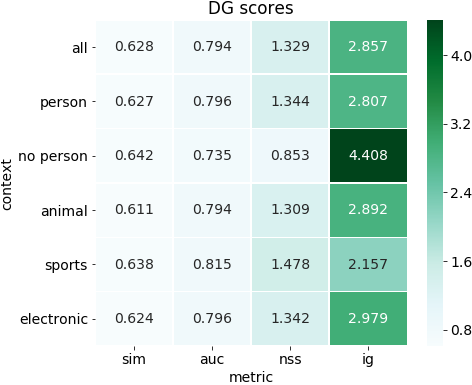 DG scores
all 0.628 0.794 1.329 2.857
person 0.627 0.796 1.344 2.807
no person 0.642 0.735 0.853 4.408
animal 0.611 0.794 1.309 2.892
sports 0.638 0.815 1.478 2.157
electronic 0.624 0.796 1.342 2.979
sim auc nss ig
metric
context
4.0
3.2
2.4
1.6
0.8